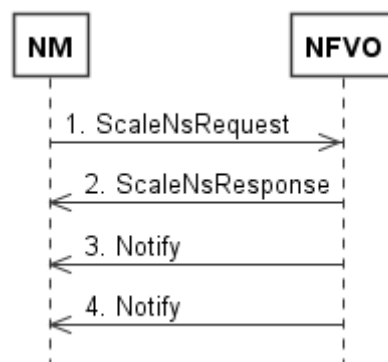 NM
NFVO
1. ScaleNsRequest
2. ScaleNsResponse
3. Notify
4. Notify